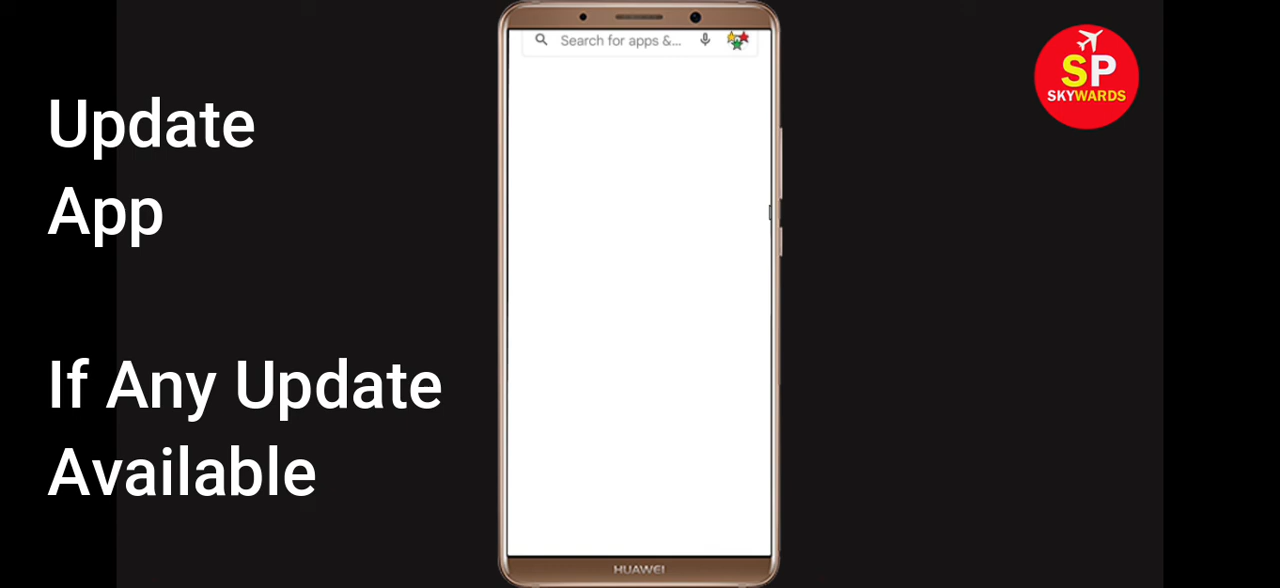 Update
App
If Any Update
Available
Search for apps &...
SP
SKYWARDS
HUAWEI